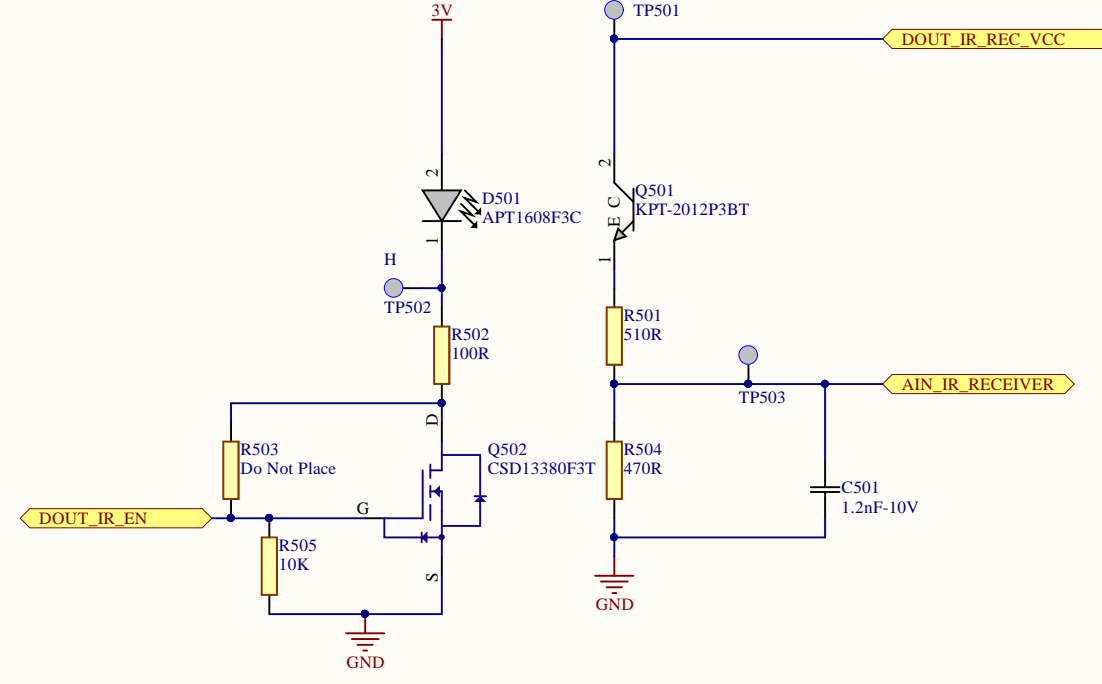 3V
TP501
DOUT_IR_REC_VCC
2
D501
APT1608F3C
1
2
Q501
KPT-2012P3BT
E C
1
H
TP502
R502
100R
R501
510R
TP503
AIN_IR_RECEIVER
R503
Do Not Place
D
Q502
CSD13380F3T
R504
470R
C501
1.2nF-10V
DOUT_IR_EN
G
R505
10K
S
GND
GND